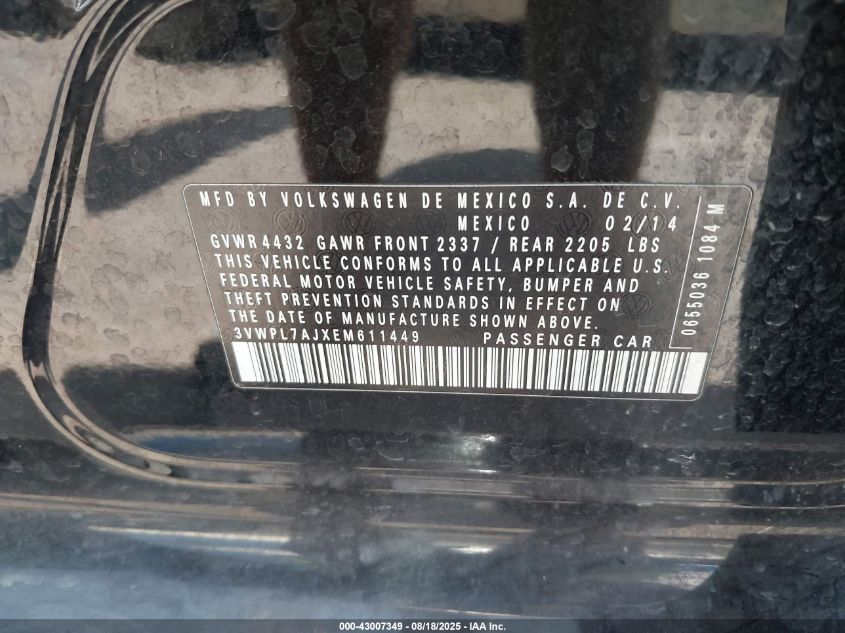 MFD BY VOLKSWAGEN DE MEXICO S.A. DE C.V.
MEXICO 02/14
GVWR 4432 GAWR FRONT 2337 / REAR 2205 LBS
THIS VEHICLE CONFORMS TO ALL APPLICABLE U.S.
FEDERAL MOTOR VEHICLE SAFETY, BUMPER AND
THEFT PREVENTION STANDARDS IN EFFECT ON
THE DATE OF MANUFACTURE SHOWN ABOVE.
3VWPL7AJXEM611449 PASSENGER CAR
0655036 1084 M
000-43007349 - 08/18/2025 - IAA Inc.